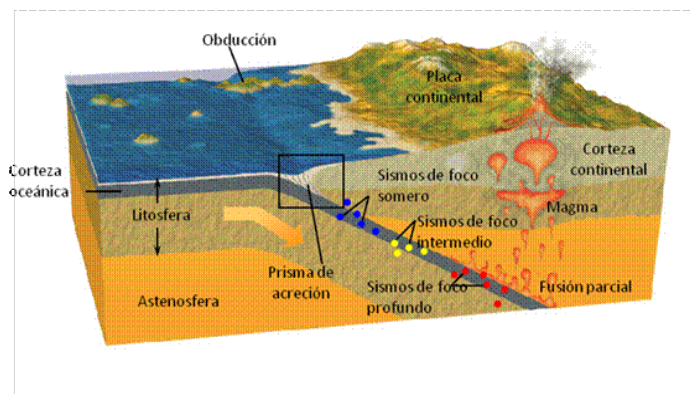 Obducción
Placa
continental
Corteza
oceánica
Litosfera
Sismos de foco
somero
Corteza
continental
Magma
Sismos de foco
intermedio
Prisma de
acreción
Sismos de foco
profundo
Astenosfera
Fusión parcial